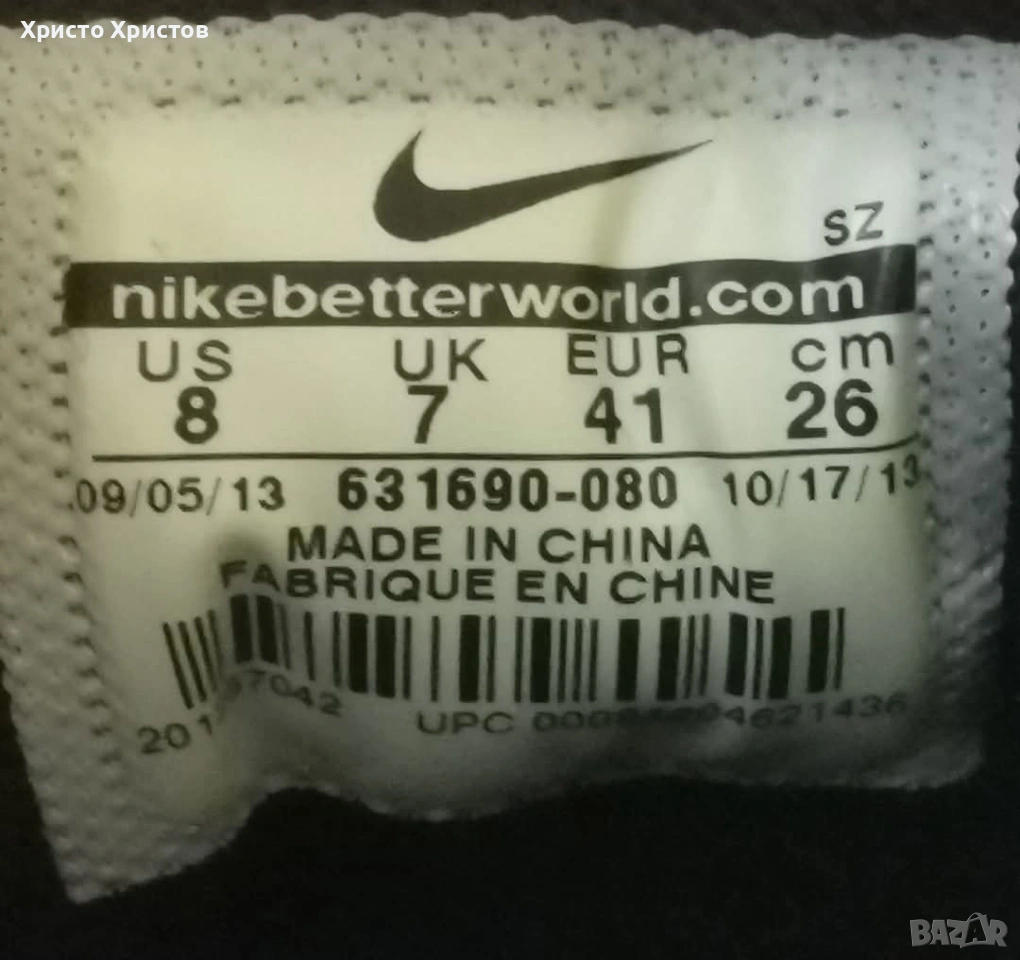 Христо Христов
SZ
nikebetterworld.com
US UK EUR cm
8 7 41 26
09/05/13 631690-080 10/17/13
MADE IN CHINA
FABRIQUE EN CHINE
UPC
BAZAR